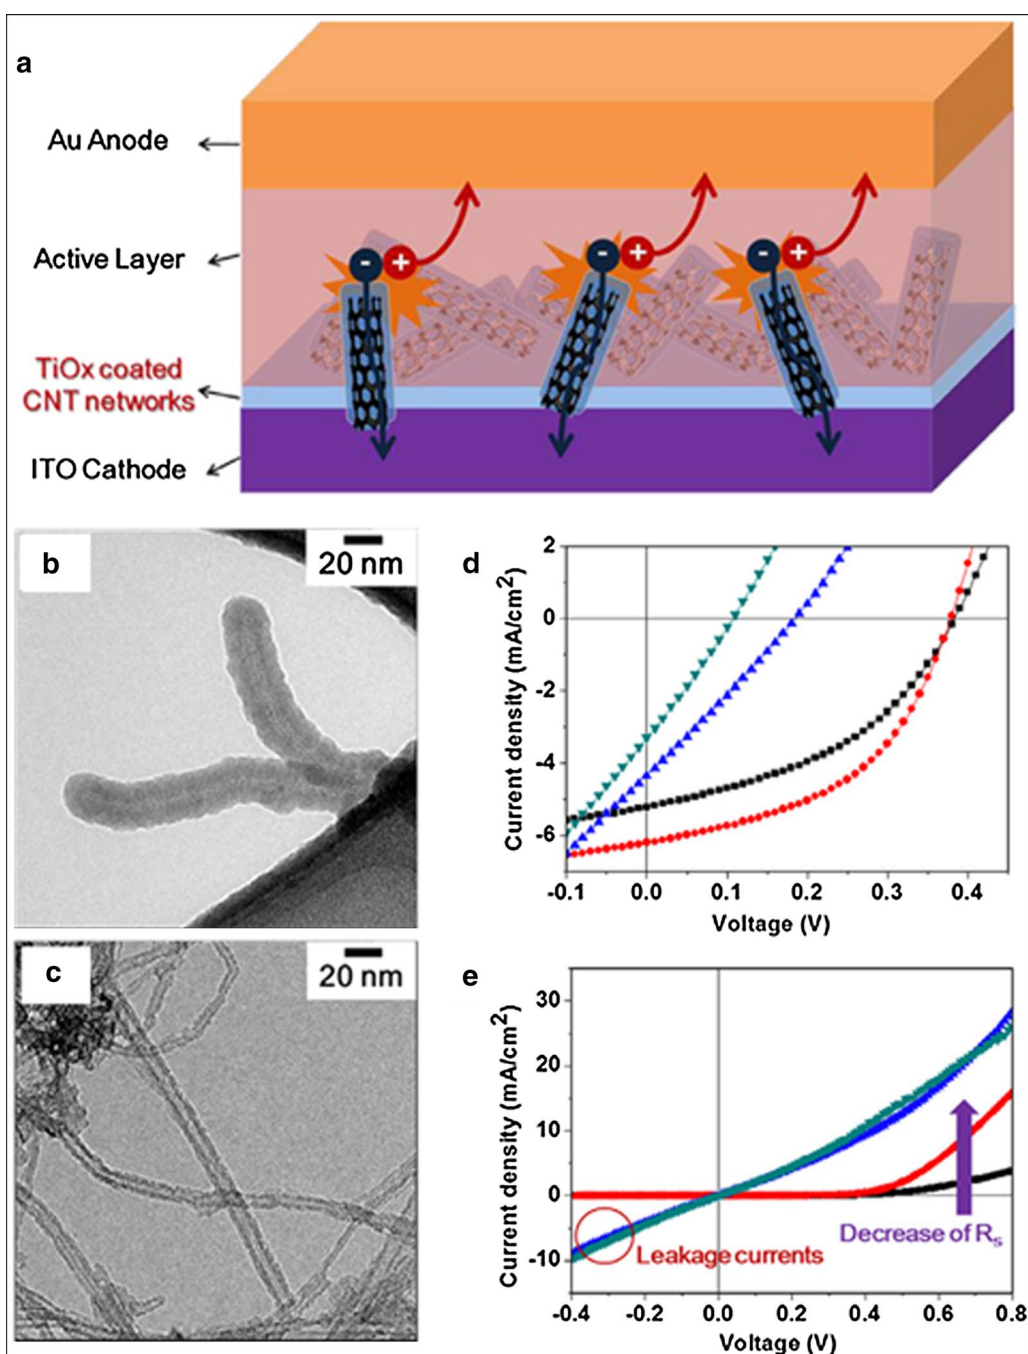 a
Au Anode
Active Layer
TiOx coated
CNT networks
ITO Cathode
- +
- +
- +
b
20 nm
c
20 nm
d
Current density (mA/cm²)
2
0
-2
-4
-6
-0.1 0.0 0.1 0.2 0.3 0.4
Voltage (V)
e
Current density (mA/cm²)
30
20
10
0
-10
Leakage currents
Decrease of Rₛ
-0.4 -0.2 0.0 0.2 0.4 0.6 0.8
Voltage (V)